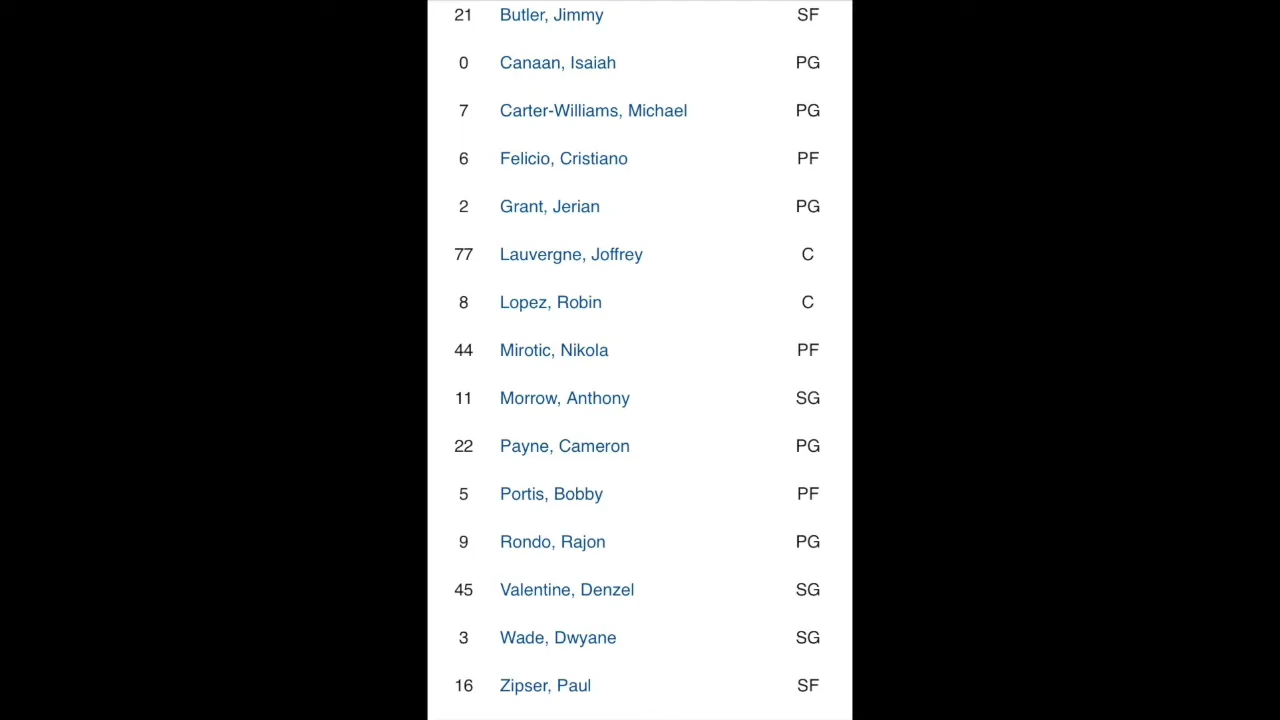 21 Butler, Jimmy SF
0 Canaan, Isaiah PG
7 Carter-Williams, Michael PG
6 Felicio, Cristiano PF
2 Grant, Jerian PG
77 Lauvergne, Joffrey C
8 Lopez, Robin C
44 Mirotic, Nikola PF
11 Morrow, Anthony SG
22 Payne, Cameron PG
5 Portis, Bobby PF
9 Rondo, Rajon PG
45 Valentine, Denzel SG
3 Wade, Dwyane SG
16 Zipser, Paul SF